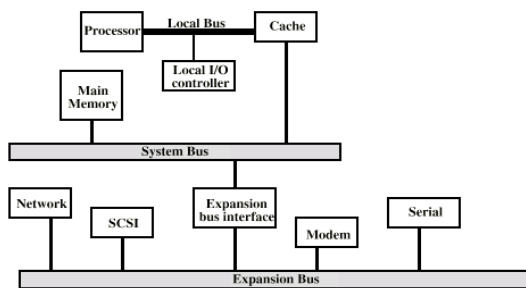 Processor
Local Bus
Cache
Local I/O
controller
Main
Memory
System Bus
Network
SCSI
Expansion
bus interface
Modem
Serial
Expansion Bus